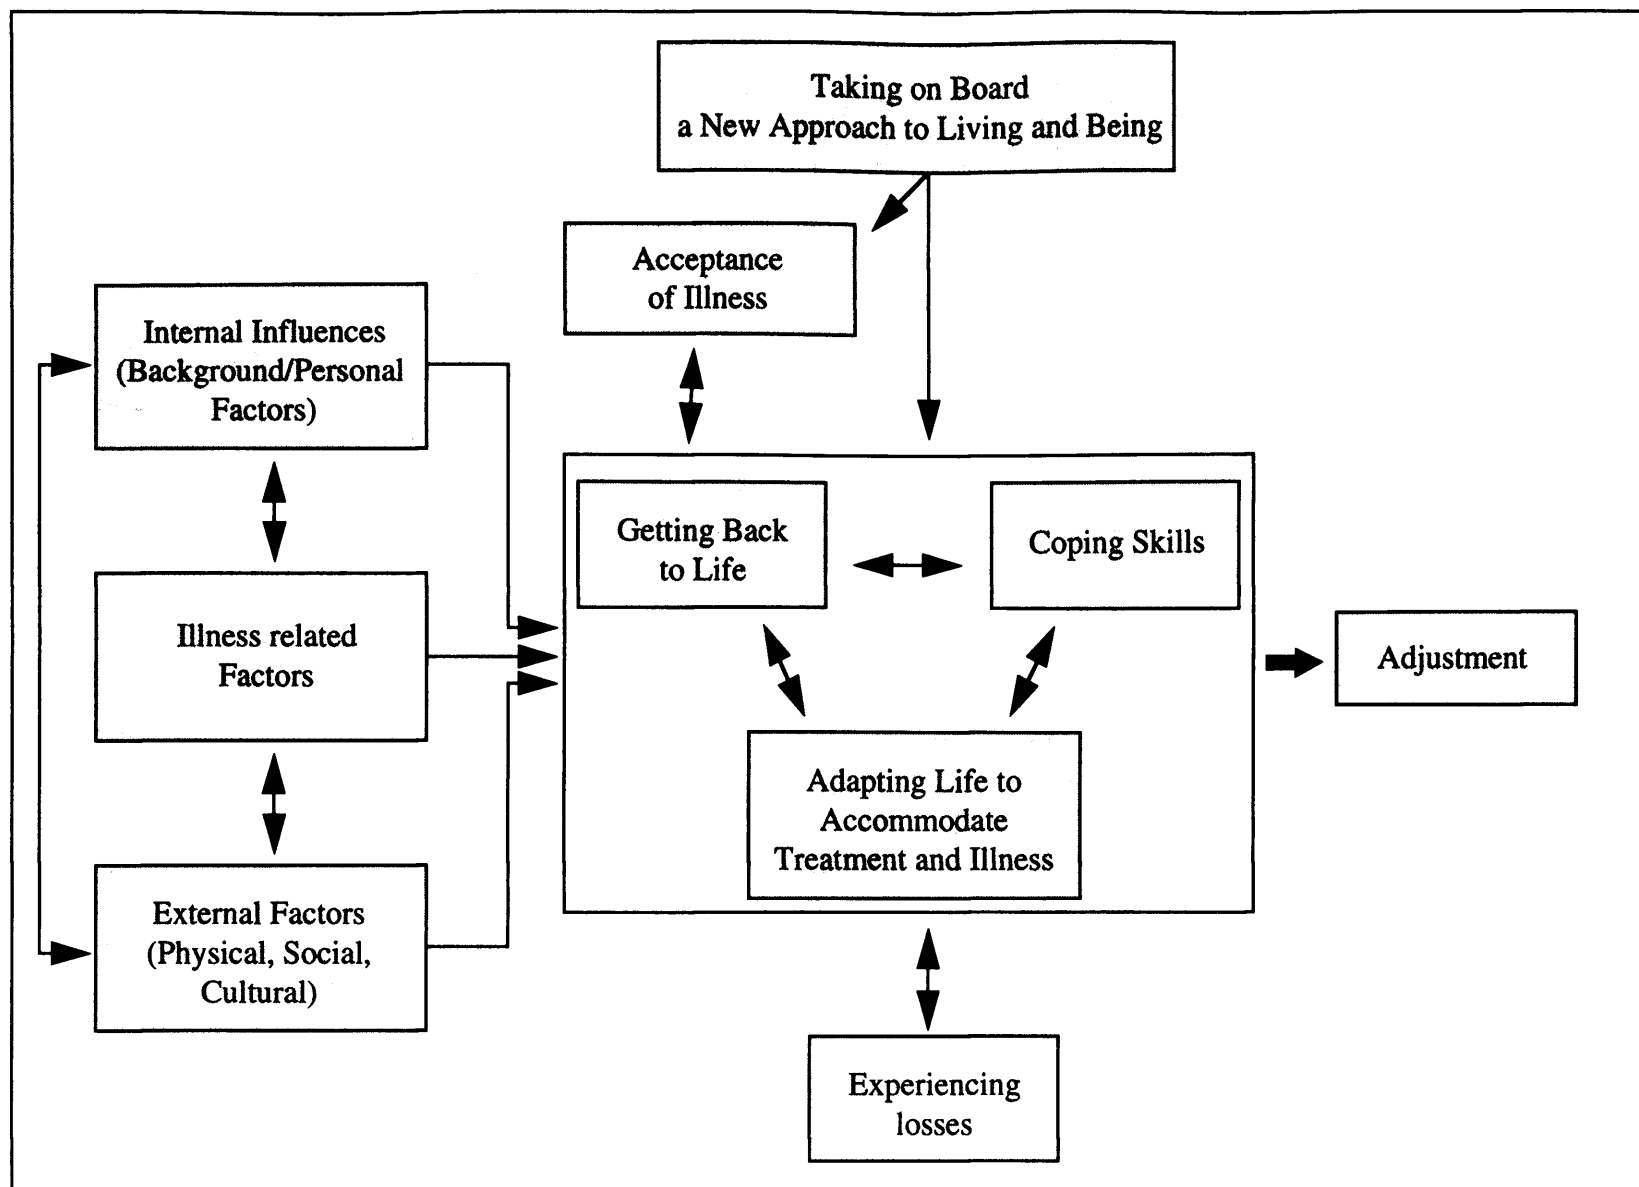 Taking on Board
a New Approach to Living and Being
Acceptance
of Illness
Internal Influences
(Background/Personal
Factors)
Getting Back
to Life
Coping Skills
Illness related
Factors
Adjustment
Adapting Life to
Accommodate
Treatment and Illness
External Factors
(Physical, Social,
Cultural)
Experiencing
losses